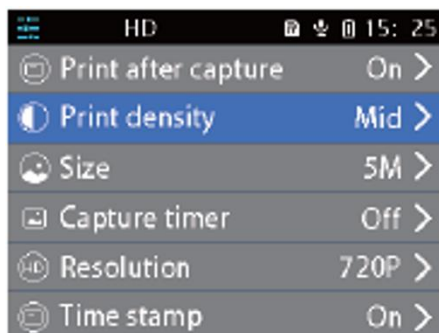 HD 15: 25
Print after capture On >
Print density Mid >
Size 5M >
Capture timer Off >
HD Resolution 720P >
Time stamp On >